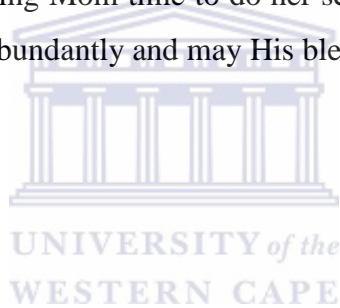 ing Mom time to do her se
bundantly and may His ble
UNIVERSITY of the
WESTERN CAPE